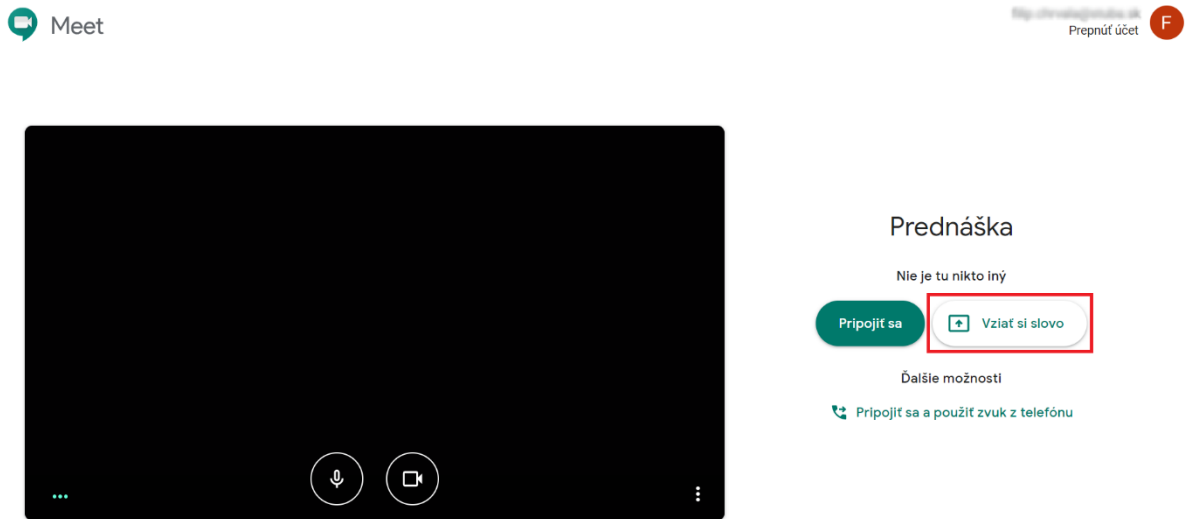 Meet
Prepnúť účet
F
Prednáška
Nie je tu nikto iný
Pripojiť sa
Vziať si slovo
Ďalšie možnosti
Pripojiť sa a použiť zvuk z telefónu